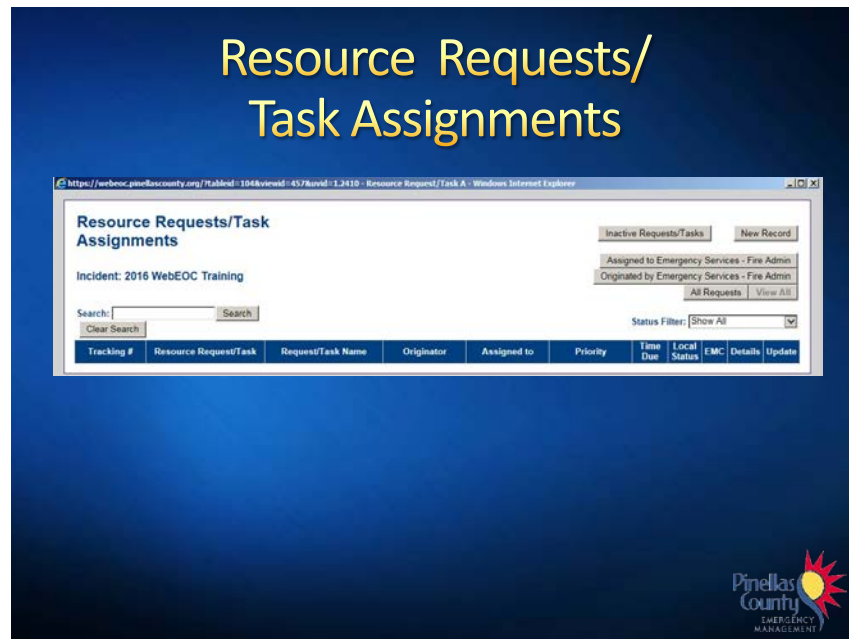 Resource Requests/
Task Assignments
https://webeoc.pinellascounty.org/?tableid=104&viewid=457&uvid=1.2410 - Resource Request/Task A - Windows Internet Explorer
Resource Requests/Task
Assignments
Inactive Requests/Tasks New Record
Assigned to Emergency Services - Fire Admin
Incident: 2016 WebEOC Training
Originated by Emergency Services - Fire Admin
All Requests View All
Search: Search
Status Filter: Show All
Clear Search
Tracking # Resource Request/Task Request/Task Name Originator Assigned to Priority Time Due Local Status EMC Details Update
Pinellas
County
EMERGENCY
MANAGEMENT